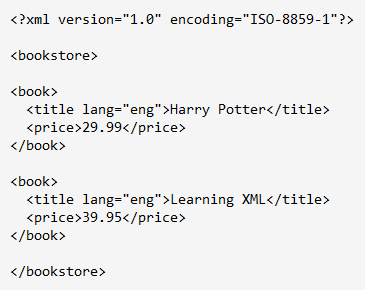 <?xml version="1.0" encoding="ISO-8859-1"?>
<bookstore>
<book>
<title lang="eng">Harry Potter</title>
<price>29.99</price>
</book>
<book>
<title lang="eng">Learning XML</title>
<price>39.95</price>
</book>
</bookstore>